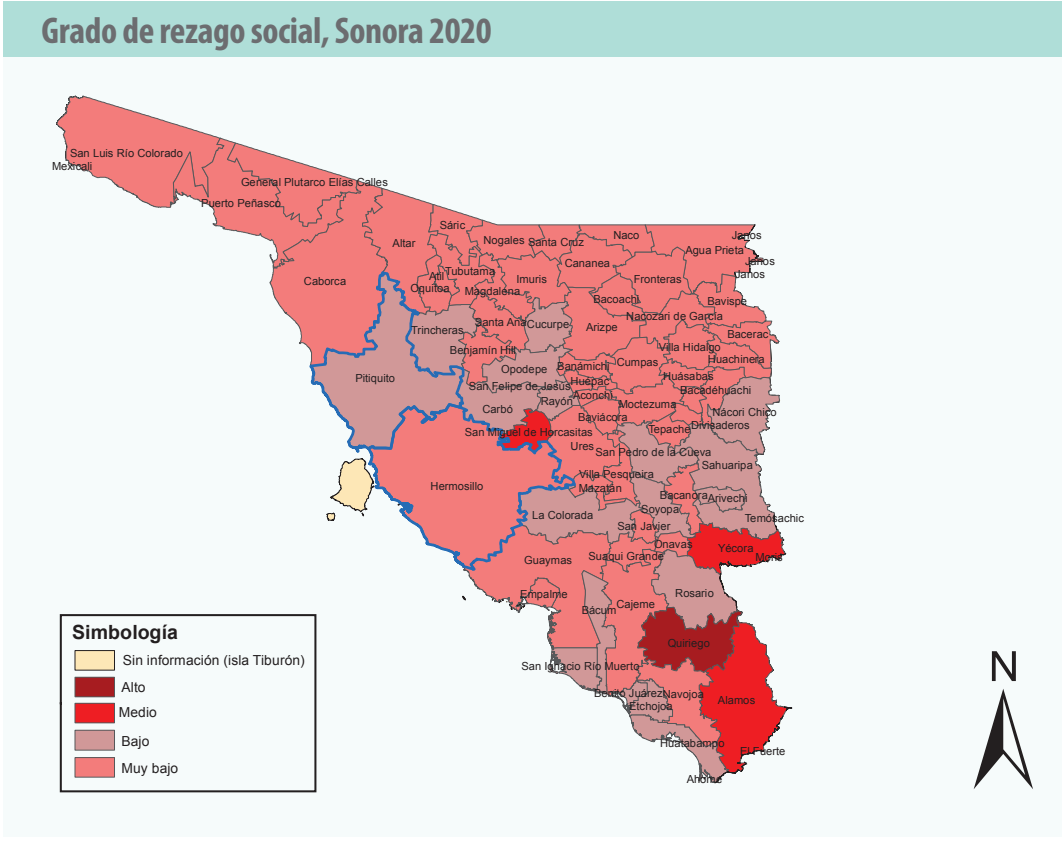 Grado de rezago social, Sonora 2020
San Luis Río Colorado
Mexicali
General Plutarco Elías Calles
Puerto Peñasco
Sáric
Naco
Janos
Altar
Nogales
Santa Cruz
Agua Prieta
Cananea
Janos
Tubutama
Atil
Imuris
Fronteras
Janos
Caborca
Oquitoa
Magdalena
Bacoachi
Bavispe
Nacozari de García
Trincheras
Santa Ana
Cucurpe
Arizpe
Bacerac
Benjamín Hill
Villa Hidalgo
Huachinera
Cumpas
Opodepe
Banámichi
Pitiquito
Huásabas
Huépac
San Felipe de Jesús
Bacadéhuachi
Aconchi
Rayón
Moctezuma
Carbó
Nácori Chico
Baviácora
Divisaderos
San Miguel de Horcasitas
Tepache
Ures
San Pedro de la Cueva
Sahuaripa
Villa Pesqueira
Hermosillo
Mazatán
Bacanora
Arivechi
Soyopa
La Colorada
Temósachic
San Javier
Onavas
Yécora
Suaqui Grande
Moris
Guaymas
Empalme
Rosario
Cajeme
Bácum
Quiriego
San Ignacio Río Muerto
Benito Juárez
Navojoa
Alamos
Etchojoa
Huatabampo
El Fuerte
Ahome
Simbología
Sin información (isla Tiburón)
Alto
Medio
Bajo
Muy bajo
N